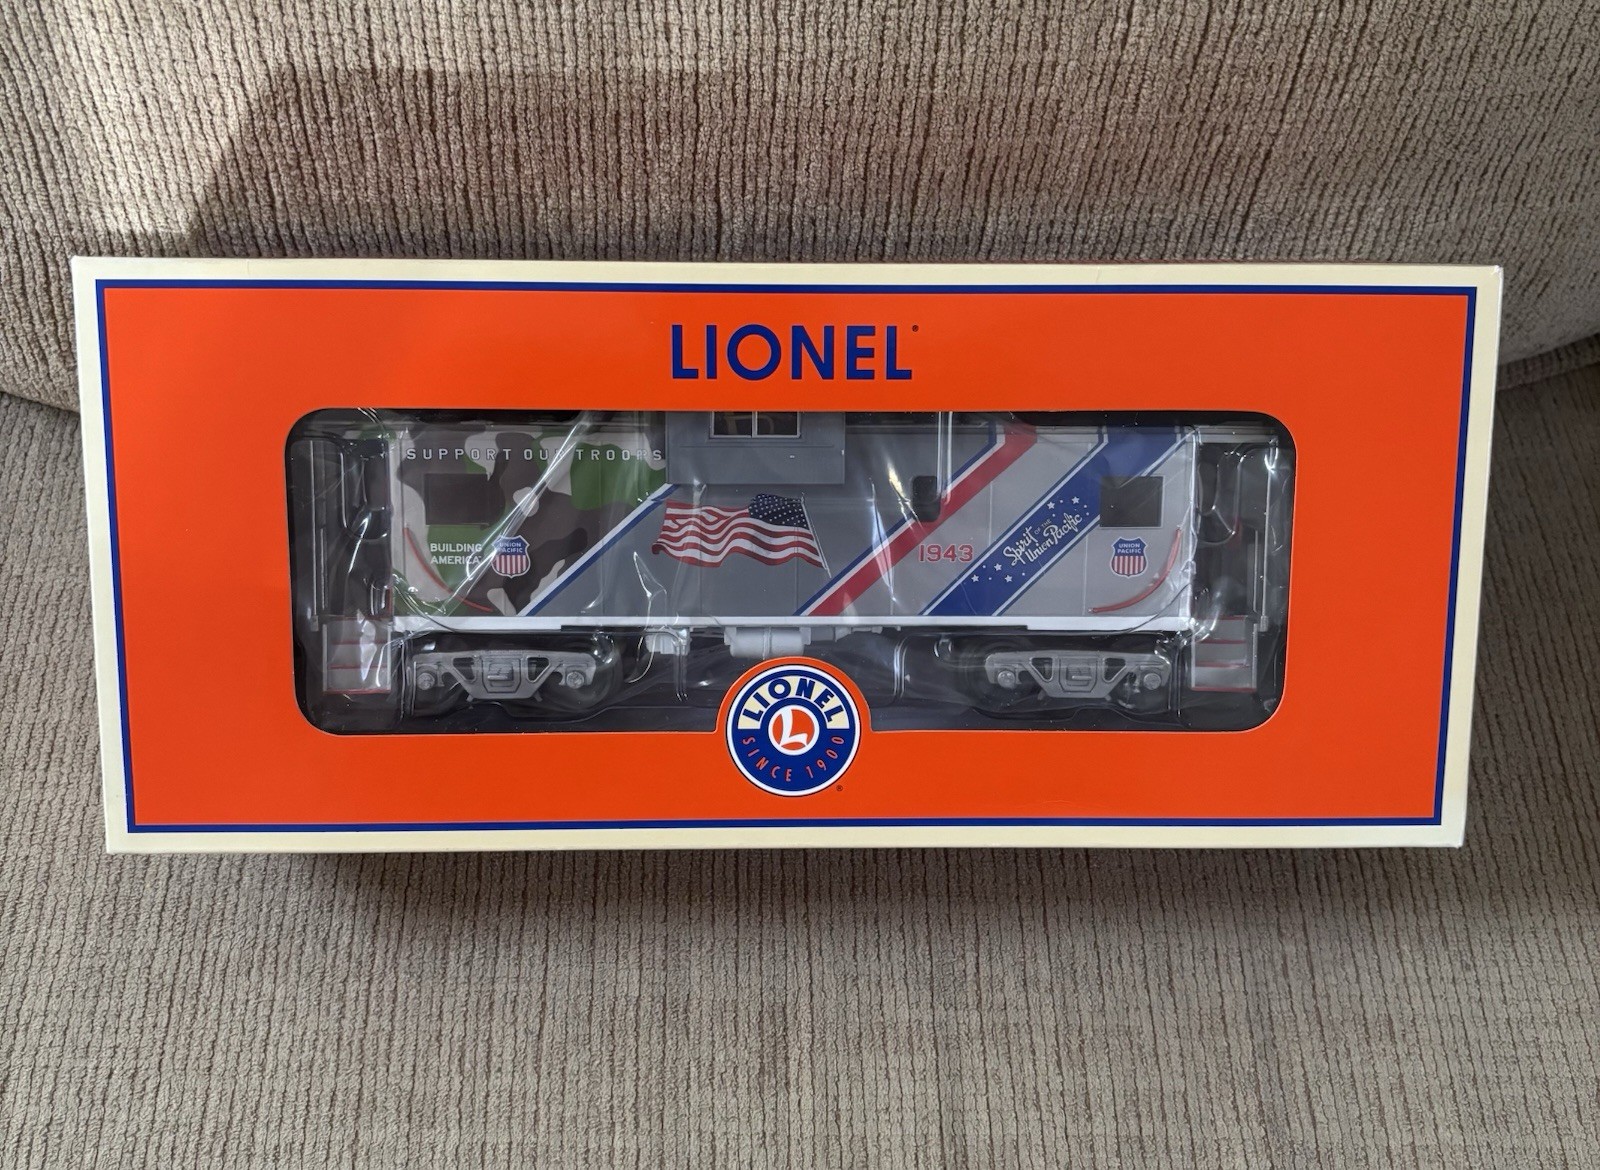 LIONEL®
SUPPORT OUR TROOPS
BUILDING
AMERICA
UNION
PACIFIC
1943
Spirit OF THE
Union Pacific
UNION
PACIFIC
LIONEL
L
SINCE 1900
®